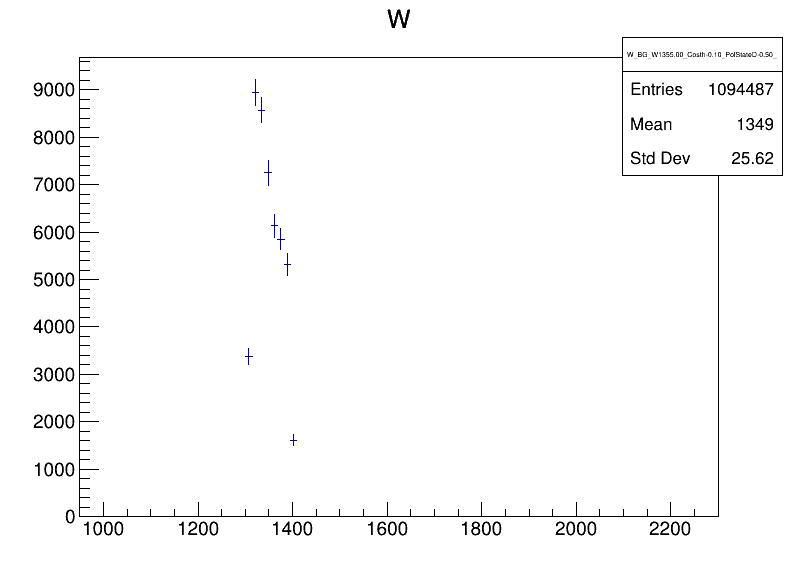 W
W_BG_W1355.00_Costh-0.10_PolState0-0.50_
Entries 1094487
Mean 1349
Std Dev 25.62
9000
8000
7000
6000
5000
4000
3000
2000
1000
0
1000 1200 1400 1600 1800 2000 2200